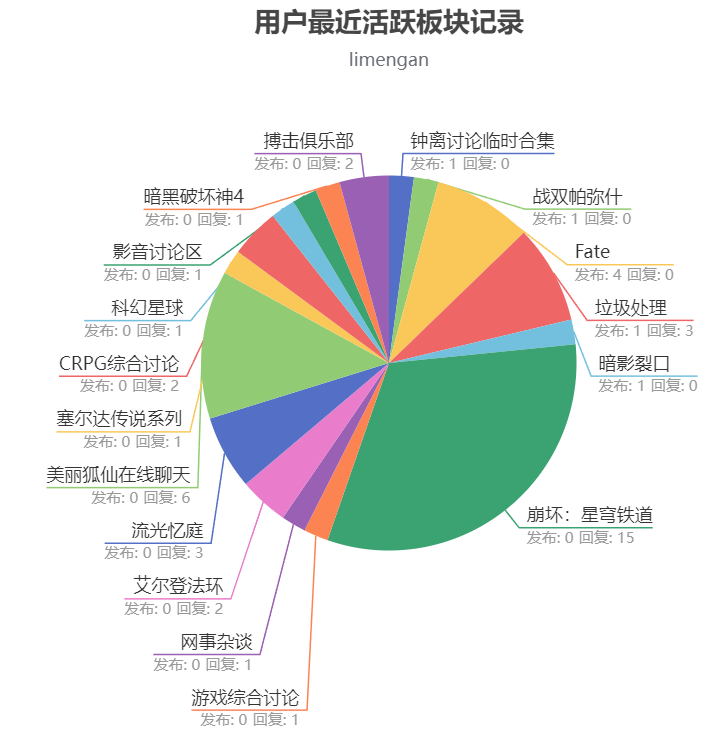 用户最近活跃板块记录
limengan
钟离讨论临时合集
发布: 1 回复: 0
战双帕弥什
发布: 1 回复: 0
Fate
发布: 4 回复: 0
垃圾处理
发布: 1 回复: 3
暗影裂口
发布: 1 回复: 0
崩坏：星穹铁道
发布: 0 回复: 15
游戏综合讨论
发布: 0 回复: 1
网事杂谈
发布: 0 回复: 1
艾尔登法环
发布: 0 回复: 2
流光忆庭
发布: 0 回复: 3
美丽狐仙在线聊天
发布: 0 回复: 6
塞尔达传说系列
发布: 0 回复: 1
CRPG综合讨论
发布: 0 回复: 2
科幻星球
发布: 0 回复: 1
影音讨论区
发布: 0 回复: 1
暗黑破坏神4
发布: 0 回复: 1
搏击俱乐部
发布: 0 回复: 2